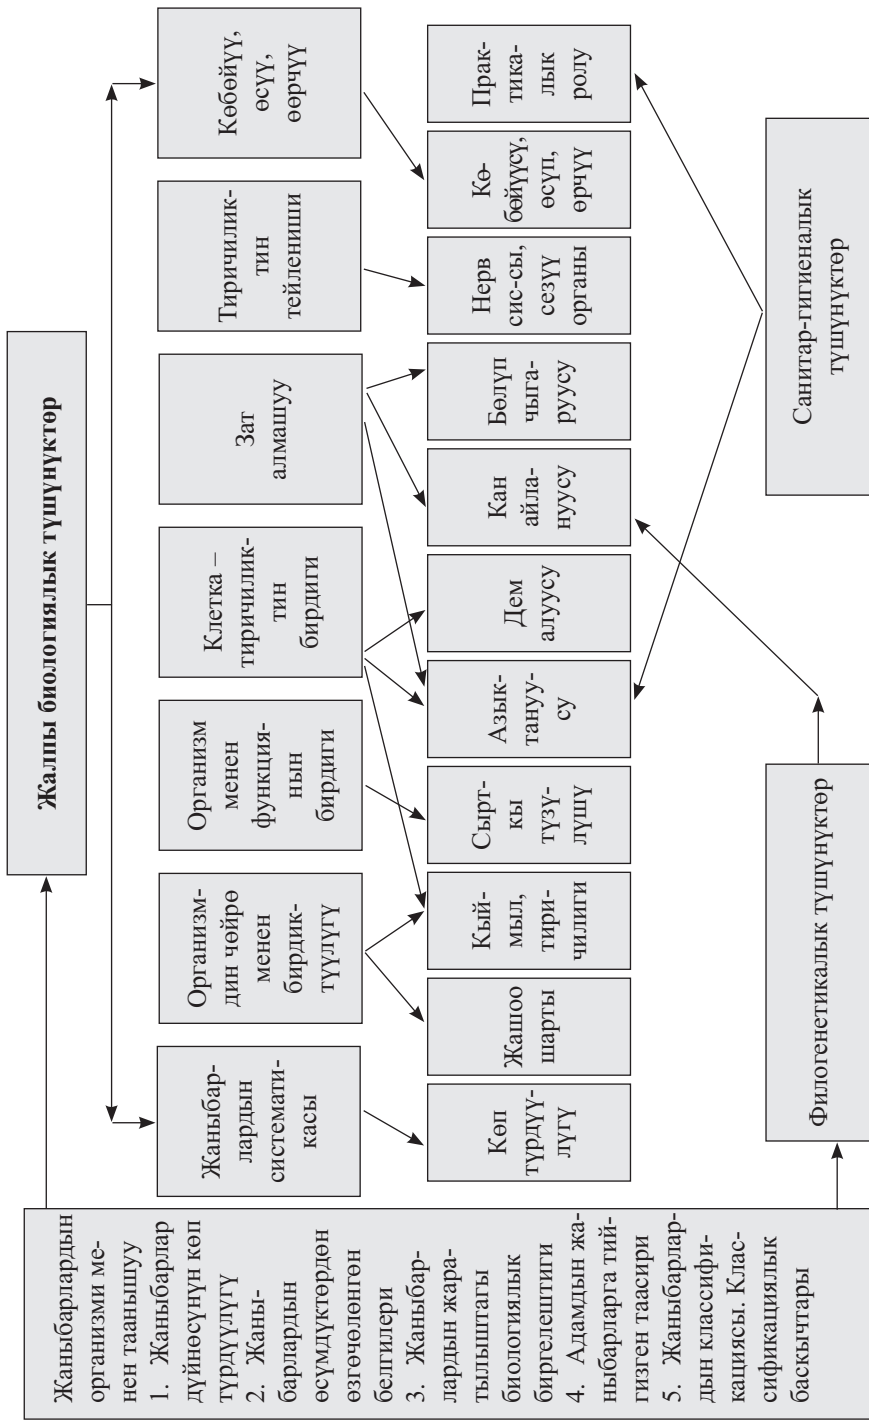 Жаныбарлардын
организми ме-
нен таанышуу
1. Жаныбарлар
дүйнөсүнүн көп
түрдүүлүгү
2. Жаны-
барлардын
өсүмдүктөрдөн
өзгөчөлөнгөн
белгилери
3. Жаныбар-
лардын жара-
тылыштагы
биологиялык
биргелештиги
4. Адамдын жа-
ныбарларга тий-
гизген таасири
5. Жаныбарлар-
дын классифи-
кациясы. Клас-
сификациялык
баскычтары
Жалпы биологиялык түшүнүктөр
Жаныбар-
лардын
системати-
касы
Организм-
дин чөйрө
менен
бирдик-
түүлүгү
Организм
менен
функция-
нын
бирдиги
Клетка –
тиричилик-
тин
бирдиги
Зат
алмашуу
Тиричилик-
тин
тейлениши
Көбөйүү,
өсүү,
өөрчүү
Көп
түрдүү-
лүгү
Жашоо
шарты
Кый-
мыл,
тири-
чилиги
Сырт-
кы
түзү-
лүшү
Азык-
тануу-
су
Дем
алуусу
Кан
айла-
нуусу
Бөлүп
чыга-
руусу
Нерв
сис-сы,
сезүү
органы
Кө-
бөйүүсү,
өсүп,
өрчүү
Прак-
тика-
лык
ролу
Филогенетикалык түшүнүктөр
Санитар-гигиеналык
түшүнүктөр